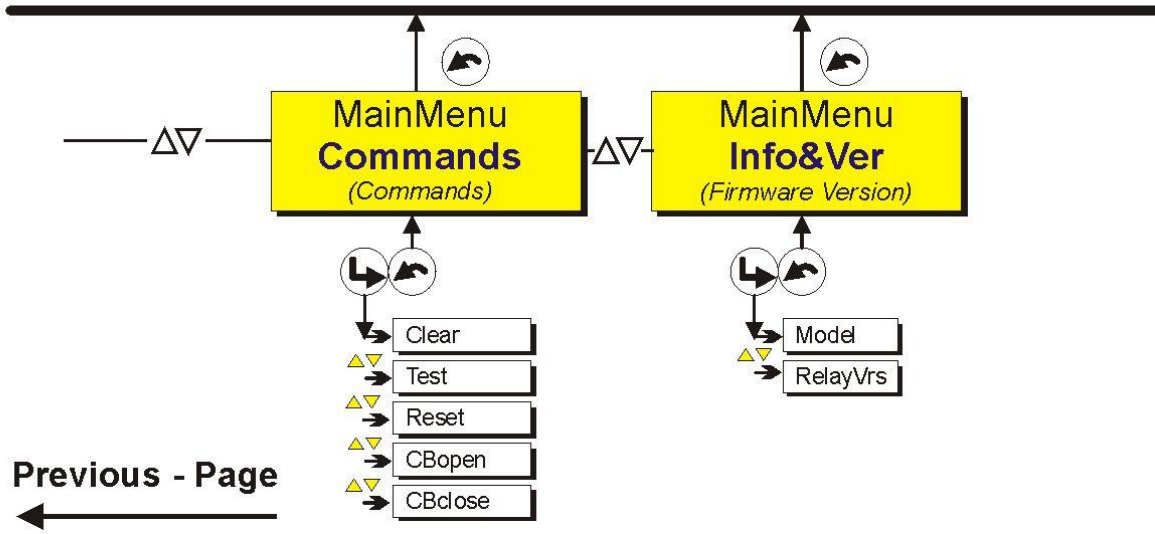 MainMenu
Commands
(Commands)
MainMenu
Info&Ver
(Firmware Version)
Clear
Test
Reset
CBopen
CBclose
Model
RelayVrs
Previous - Page